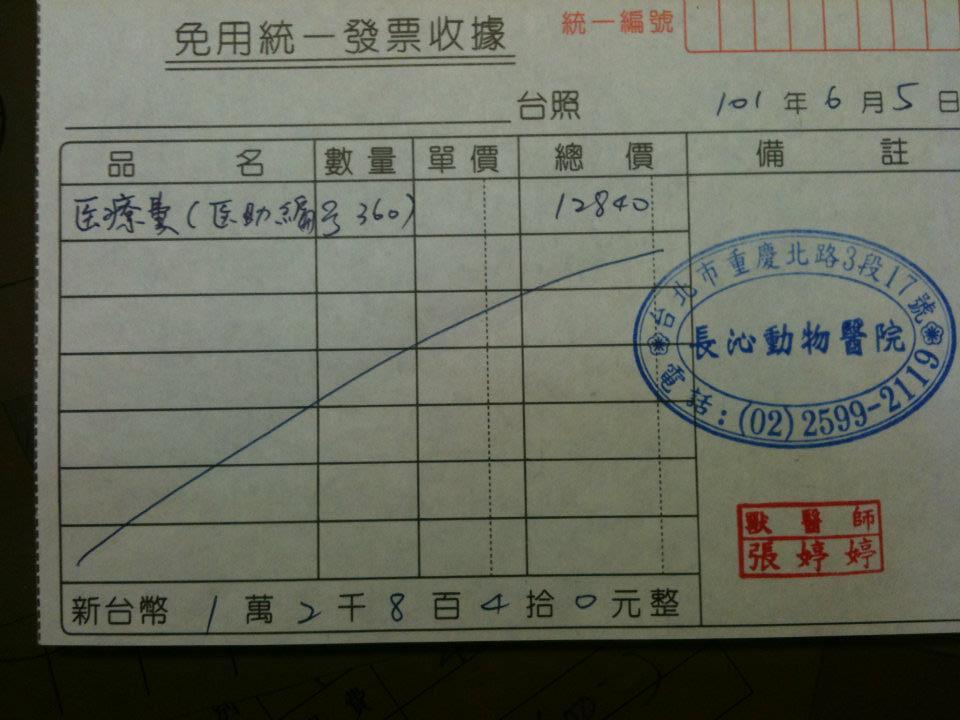 免用統一發票收據
統一編號
台照
101年6月5日
品名 數量 單價 總價 備註
医療費(医助編号360) 12840
台北市重慶北路3段17號
長沁動物醫院
電話:(02)2599-2119
獸醫師
張婷婷
新台幣1萬2千8百4拾0元整
費